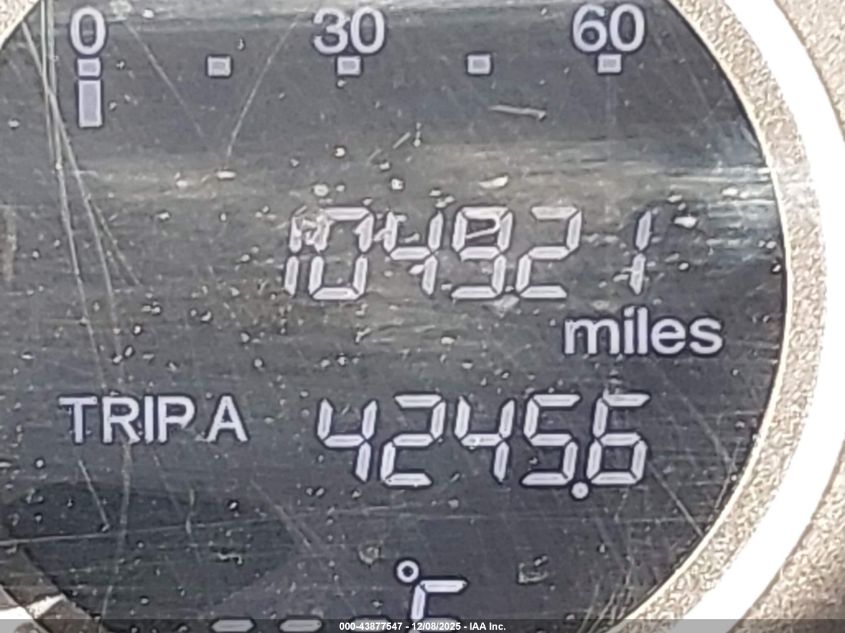 0 30 60
104921
miles
TRIP A 4245.6
-- -°F
000-43877547 - 12/08/2025 - IAA Inc.